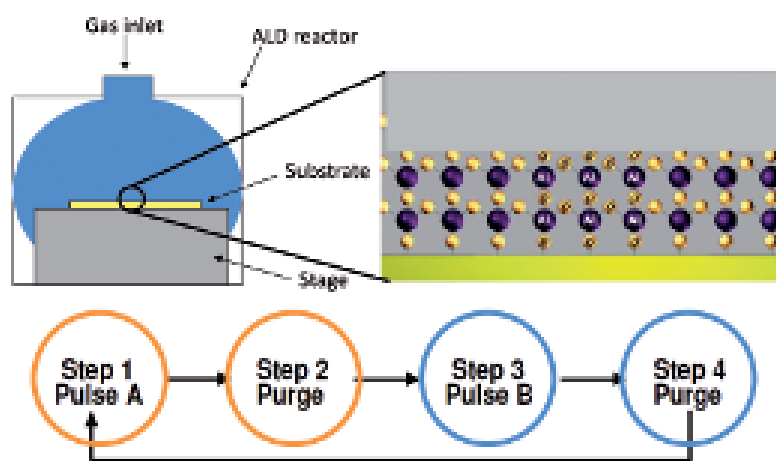 Gas inlet
ALD reactor
Substrate
Stage
Step 1
Pulse A
Step 2
Purge
Step 3
Pulse B
Step 4
Purge